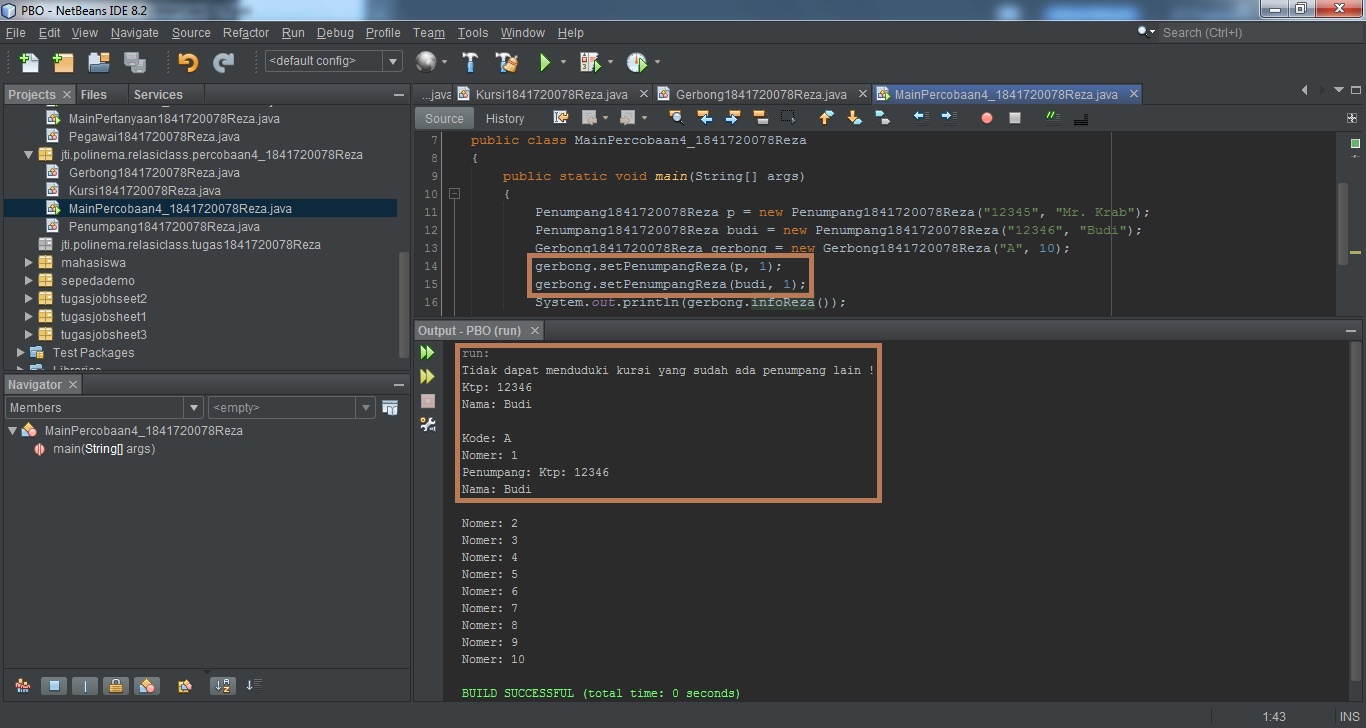 PBO - NetBeans IDE 8.2
File Edit View Navigate Source Refactor Run Debug Profile Team Tools Window Help
Search (Ctrl+I)
<default config>
Projects Files Services
MainPertanyaan1841720078Reza.java
Pegawai1841720078Reza.java
jti.polinema.relasiclass.percobaan4_1841720078Reza
Gerbong1841720078Reza.java
Kursi1841720078Reza.java
MainPercobaan4_1841720078Reza.java
Penumpang1841720078Reza.java
jti.polinema.relasiclass.tugas1841720078Reza
mahasiswa
sepedademo
tugasjobhseet2
tugasjobsheet1
tugasjobsheet3
Test Packages
Libraries
Navigator
Members <empty>
MainPercobaan4_1841720078Reza
main(String[] args)
...java Kursi1841720078Reza.java Gerbong1841720078Reza.java MainPercobaan4_1841720078Reza.java
Source History
7 public class MainPercobaan4_1841720078Reza
8 {
9 public static void main(String[] args)
10 {
11 Penumpang1841720078Reza p = new Penumpang1841720078Reza("12345", "Mr. Krab");
12 Penumpang1841720078Reza budi = new Penumpang1841720078Reza("12346", "Budi");
13 Gerbong1841720078Reza gerbong = new Gerbong1841720078Reza("A", 10);
14 gerbong.setPenumpangReza(p, 1);
15 gerbong.setPenumpangReza(budi, 1);
16 System.out.println(gerbong.infoReza());
Output - PBO (run)
run:
Tidak dapat menduduki kursi yang sudah ada penumpang lain !
Ktp: 12346
Nama: Budi
Kode: A
Nomer: 1
Penumpang: Ktp: 12346
Nama: Budi
Nomer: 2
Nomer: 3
Nomer: 4
Nomer: 5
Nomer: 6
Nomer: 7
Nomer: 8
Nomer: 9
Nomer: 10
BUILD SUCCESSFUL (total time: 0 seconds)
1:43 INS